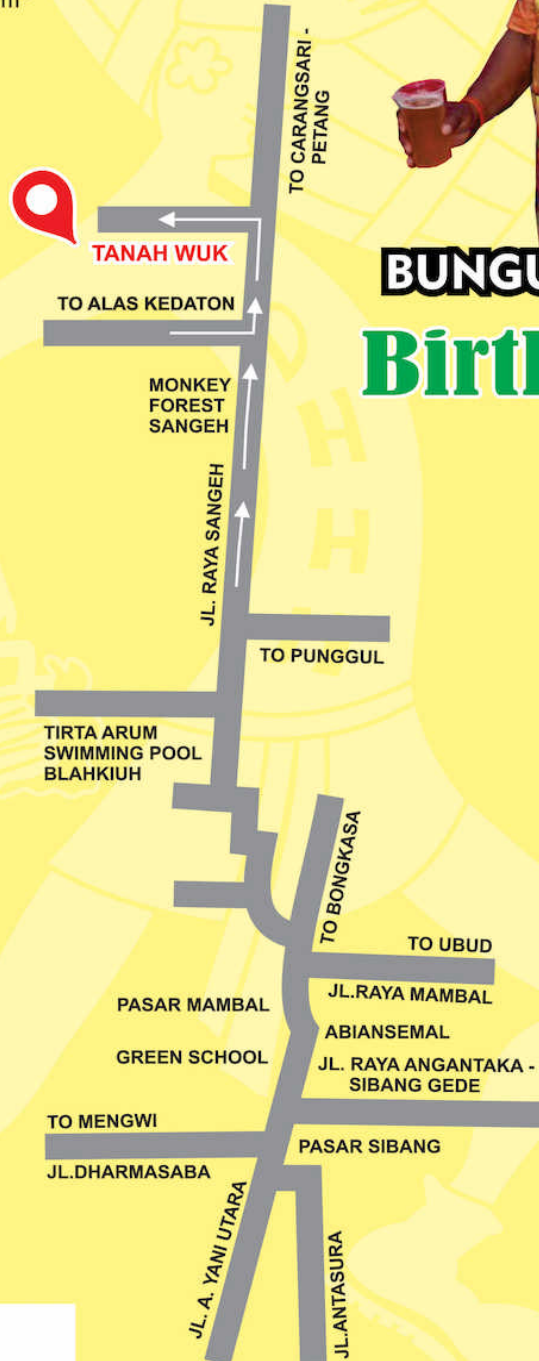 TO CARANGSARI -
PETANG
TANAH WUK
BUNGU
TO ALAS KEDATON
Birt
MONKEY
FOREST
SANGEH
JL. RAYA SANGEH
TO PUNGGUL
TIRTA ARUM
SWIMMING POOL
BLAHKIUH
TO BONGKASA
TO UBUD
JL.RAYA MAMBAL
PASAR MAMBAL
ABIANSEMAL
GREEN SCHOOL
JL. RAYA ANGANTAKA -
SIBANG GEDE
TO MENGWI
PASAR SIBANG
JL.DHARMASABA
JL. A. YANI UTARA
JL.ANTASURA